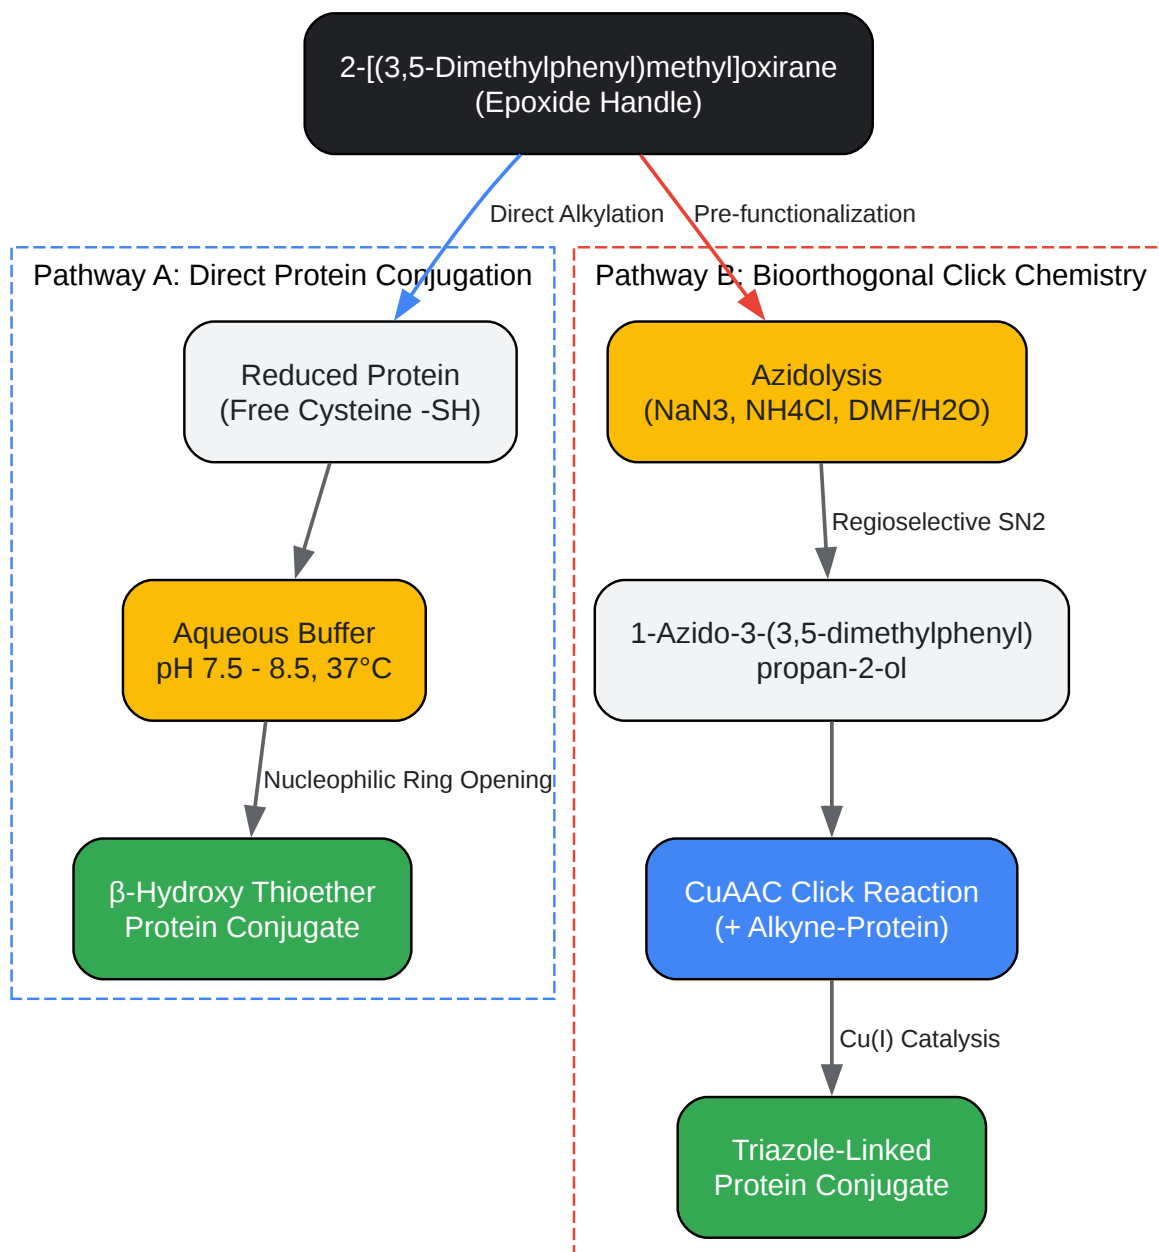 2-[(3,5-Dimethylphenyl)methyl]oxirane
(Epoxide Handle)
Direct Alkylation
Pre-functionalization
Pathway A: Direct Protein Conjugation
Pathway B: Bioorthogonal Click Chemistry
Reduced Protein
(Free Cysteine -SH)
Azidolysis
(NaN3, NH4Cl, DMF/H2O)
Regioselective SN2
Aqueous Buffer
pH 7.5 - 8.5, 37°C
1-Azido-3-(3,5-dimethylphenyl)
propan-2-ol
Nucleophilic Ring Opening
β-Hydroxy Thioether
Protein Conjugate
CuAAC Click Reaction
(+ Alkyne-Protein)
Cu(I) Catalysis
Triazole-Linked
Protein Conjugate